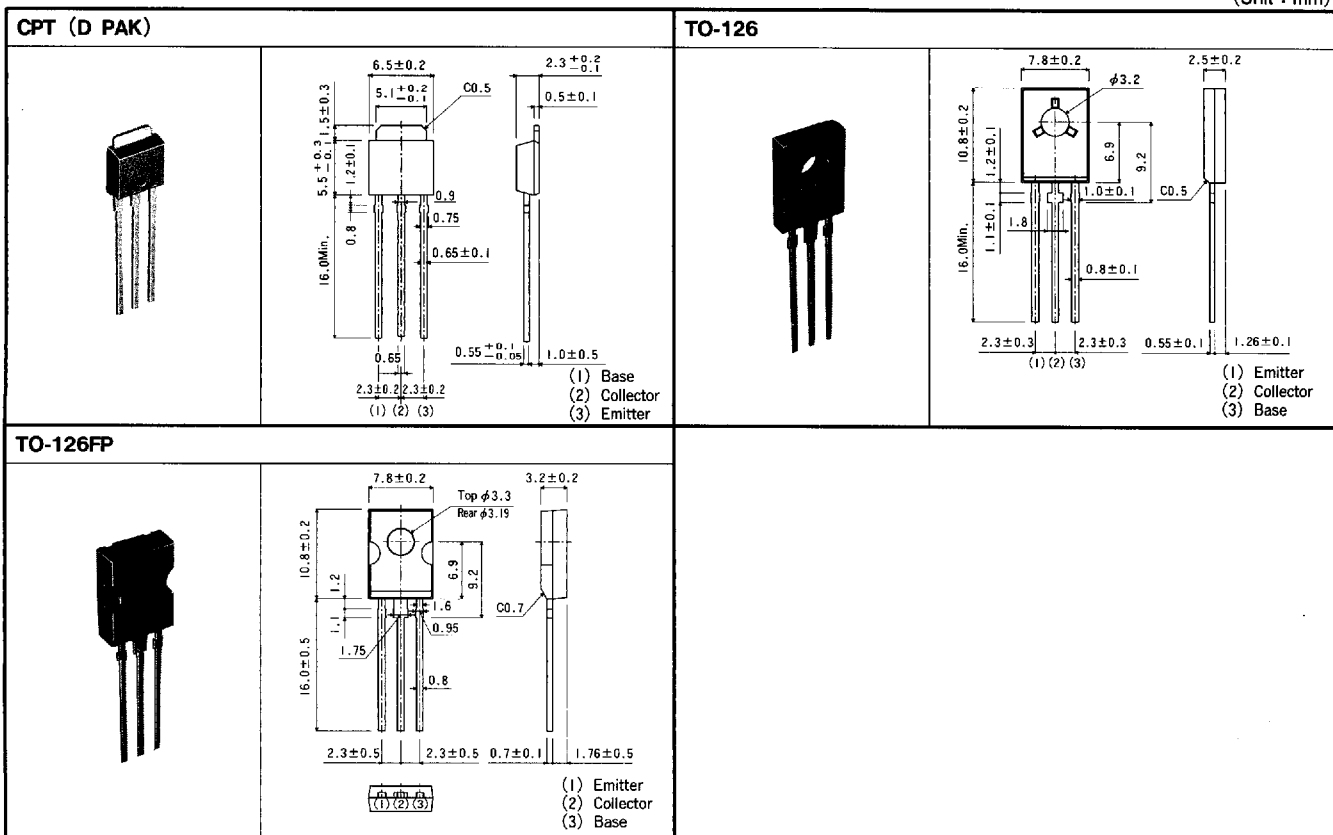 (Unit : mm)
CPT (D PAK)
6.5±0.2
2.3 +0.2 −0.1
5.1 +0.2 −0.1
C0.5
0.5±0.1
1.5±0.3
5.5 +0.3 −0.1
1.2±0.1
0.9
0.75
0.8
0.65±0.1
16.0Min.
0.65
0.55 +0.1 −0.05
1.0±0.5
2.3±0.2
2.3±0.2
(1) (2) (3)
(1) Base
(2) Collector
(3) Emitter
TO-126
7.8±0.2
2.5±0.2
φ3.2
10.8±0.2
1.2±0.1
6.9
9.2
C0.5
1.0±0.1
1.1±0.1
1.8
16.0Min.
0.8±0.1
2.3±0.3
2.3±0.3
0.55±0.1
1.26±0.1
(1) (2) (3)
(1) Emitter
(2) Collector
(3) Base
TO-126FP
7.8±0.2
3.2±0.2
Top φ3.3
Rear φ3.19
10.8±0.2
6.9
9.2
1.2
1.6
C0.7
1.1
0.95
1.75
16.0±0.5
0.8
2.3±0.5
2.3±0.5
0.7±0.1
1.76±0.5
(1) (2) (3)
(1) Emitter
(2) Collector
(3) Base